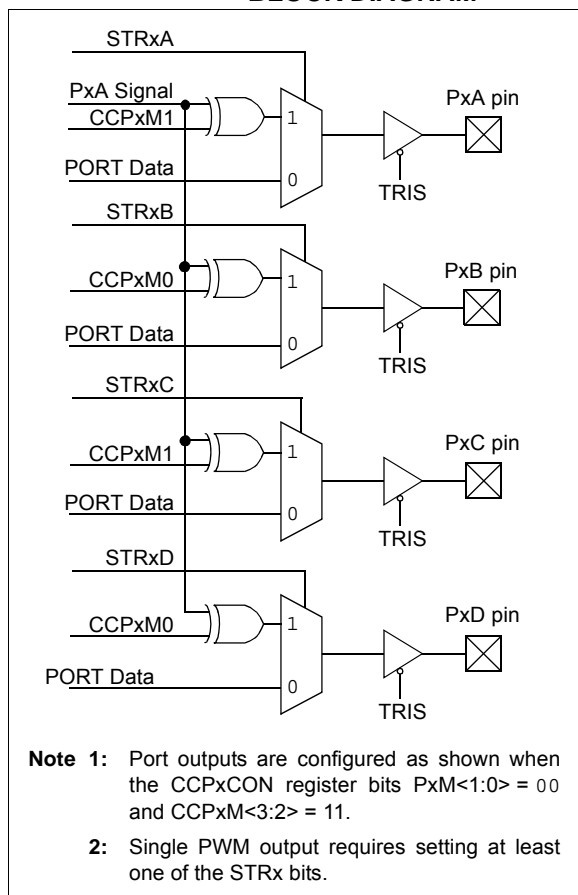 BLOCK DIAGRAM
STRxA
PxA Signal
CCPxM1
1
PxA pin
PORT Data
0
TRIS
STRxB
CCPxM0
1
PxB pin
PORT Data
0
TRIS
STRxC
CCPxM1
1
PxC pin
PORT Data
0
TRIS
STRxD
CCPxM0
1
PxD pin
PORT Data
0
TRIS
Note 1: Port outputs are configured as shown when
the CCPxCON register bits PxM<1:0> = 00
and CCPxM<3:2> = 11.
2: Single PWM output requires setting at least
one of the STRx bits.